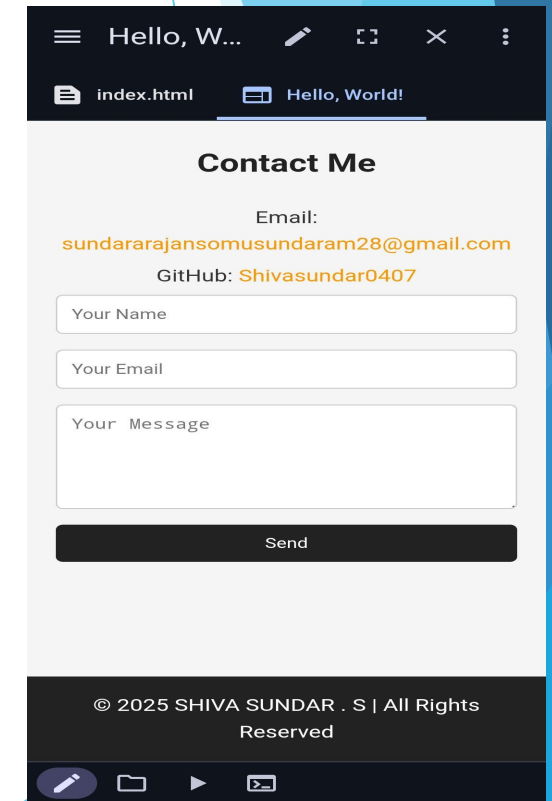 Hello, W...
index.html
Hello, World!
Contact Me
Email:
sundararajansomusundaram28@gmail.com
GitHub: Shivasundar0407
Your Name
Your Email
Your Message
Send
© 2025 SHIVA SUNDAR . S | All Rights
Reserved